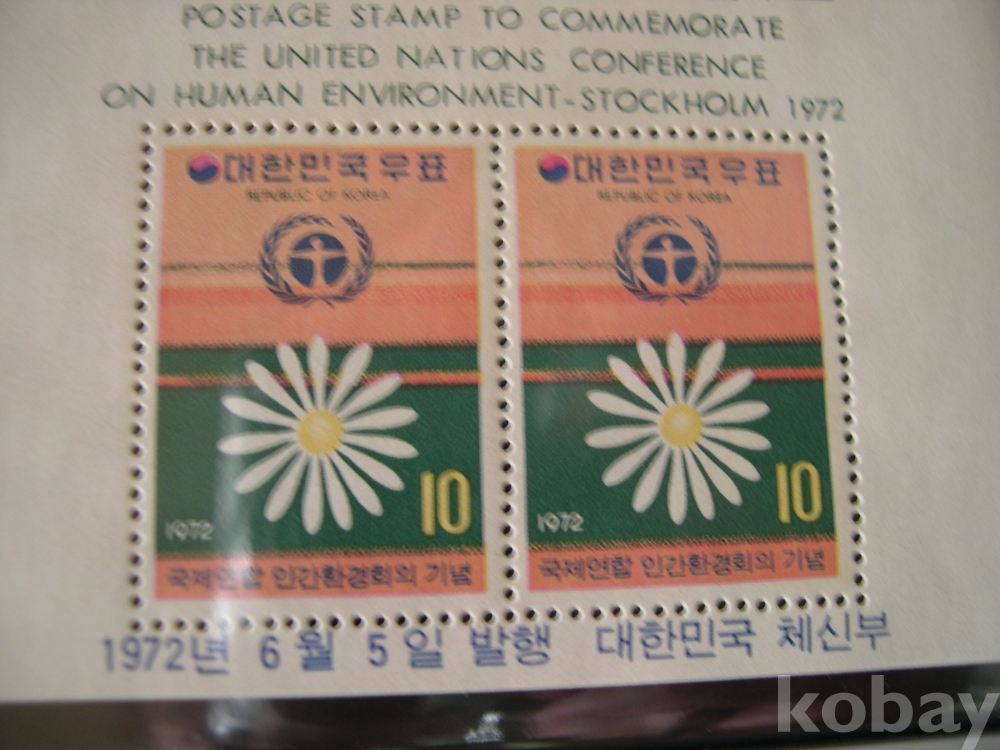 POSTAGE STAMP TO COMMEMORATE
THE UNITED NATIONS CONFERENCE
ON HUMAN ENVIRONMENT-STOCKHOLM 1972
대한민국우표
REPUBLIC OF KOREA
10
1972
국제연합 인간환경회의 기념
대한민국우표
REPUBLIC OF KOREA
10
1972
국제연합 인간환경회의 기념
1972년 6월 5일 발행 대한민국 체신부
kobay